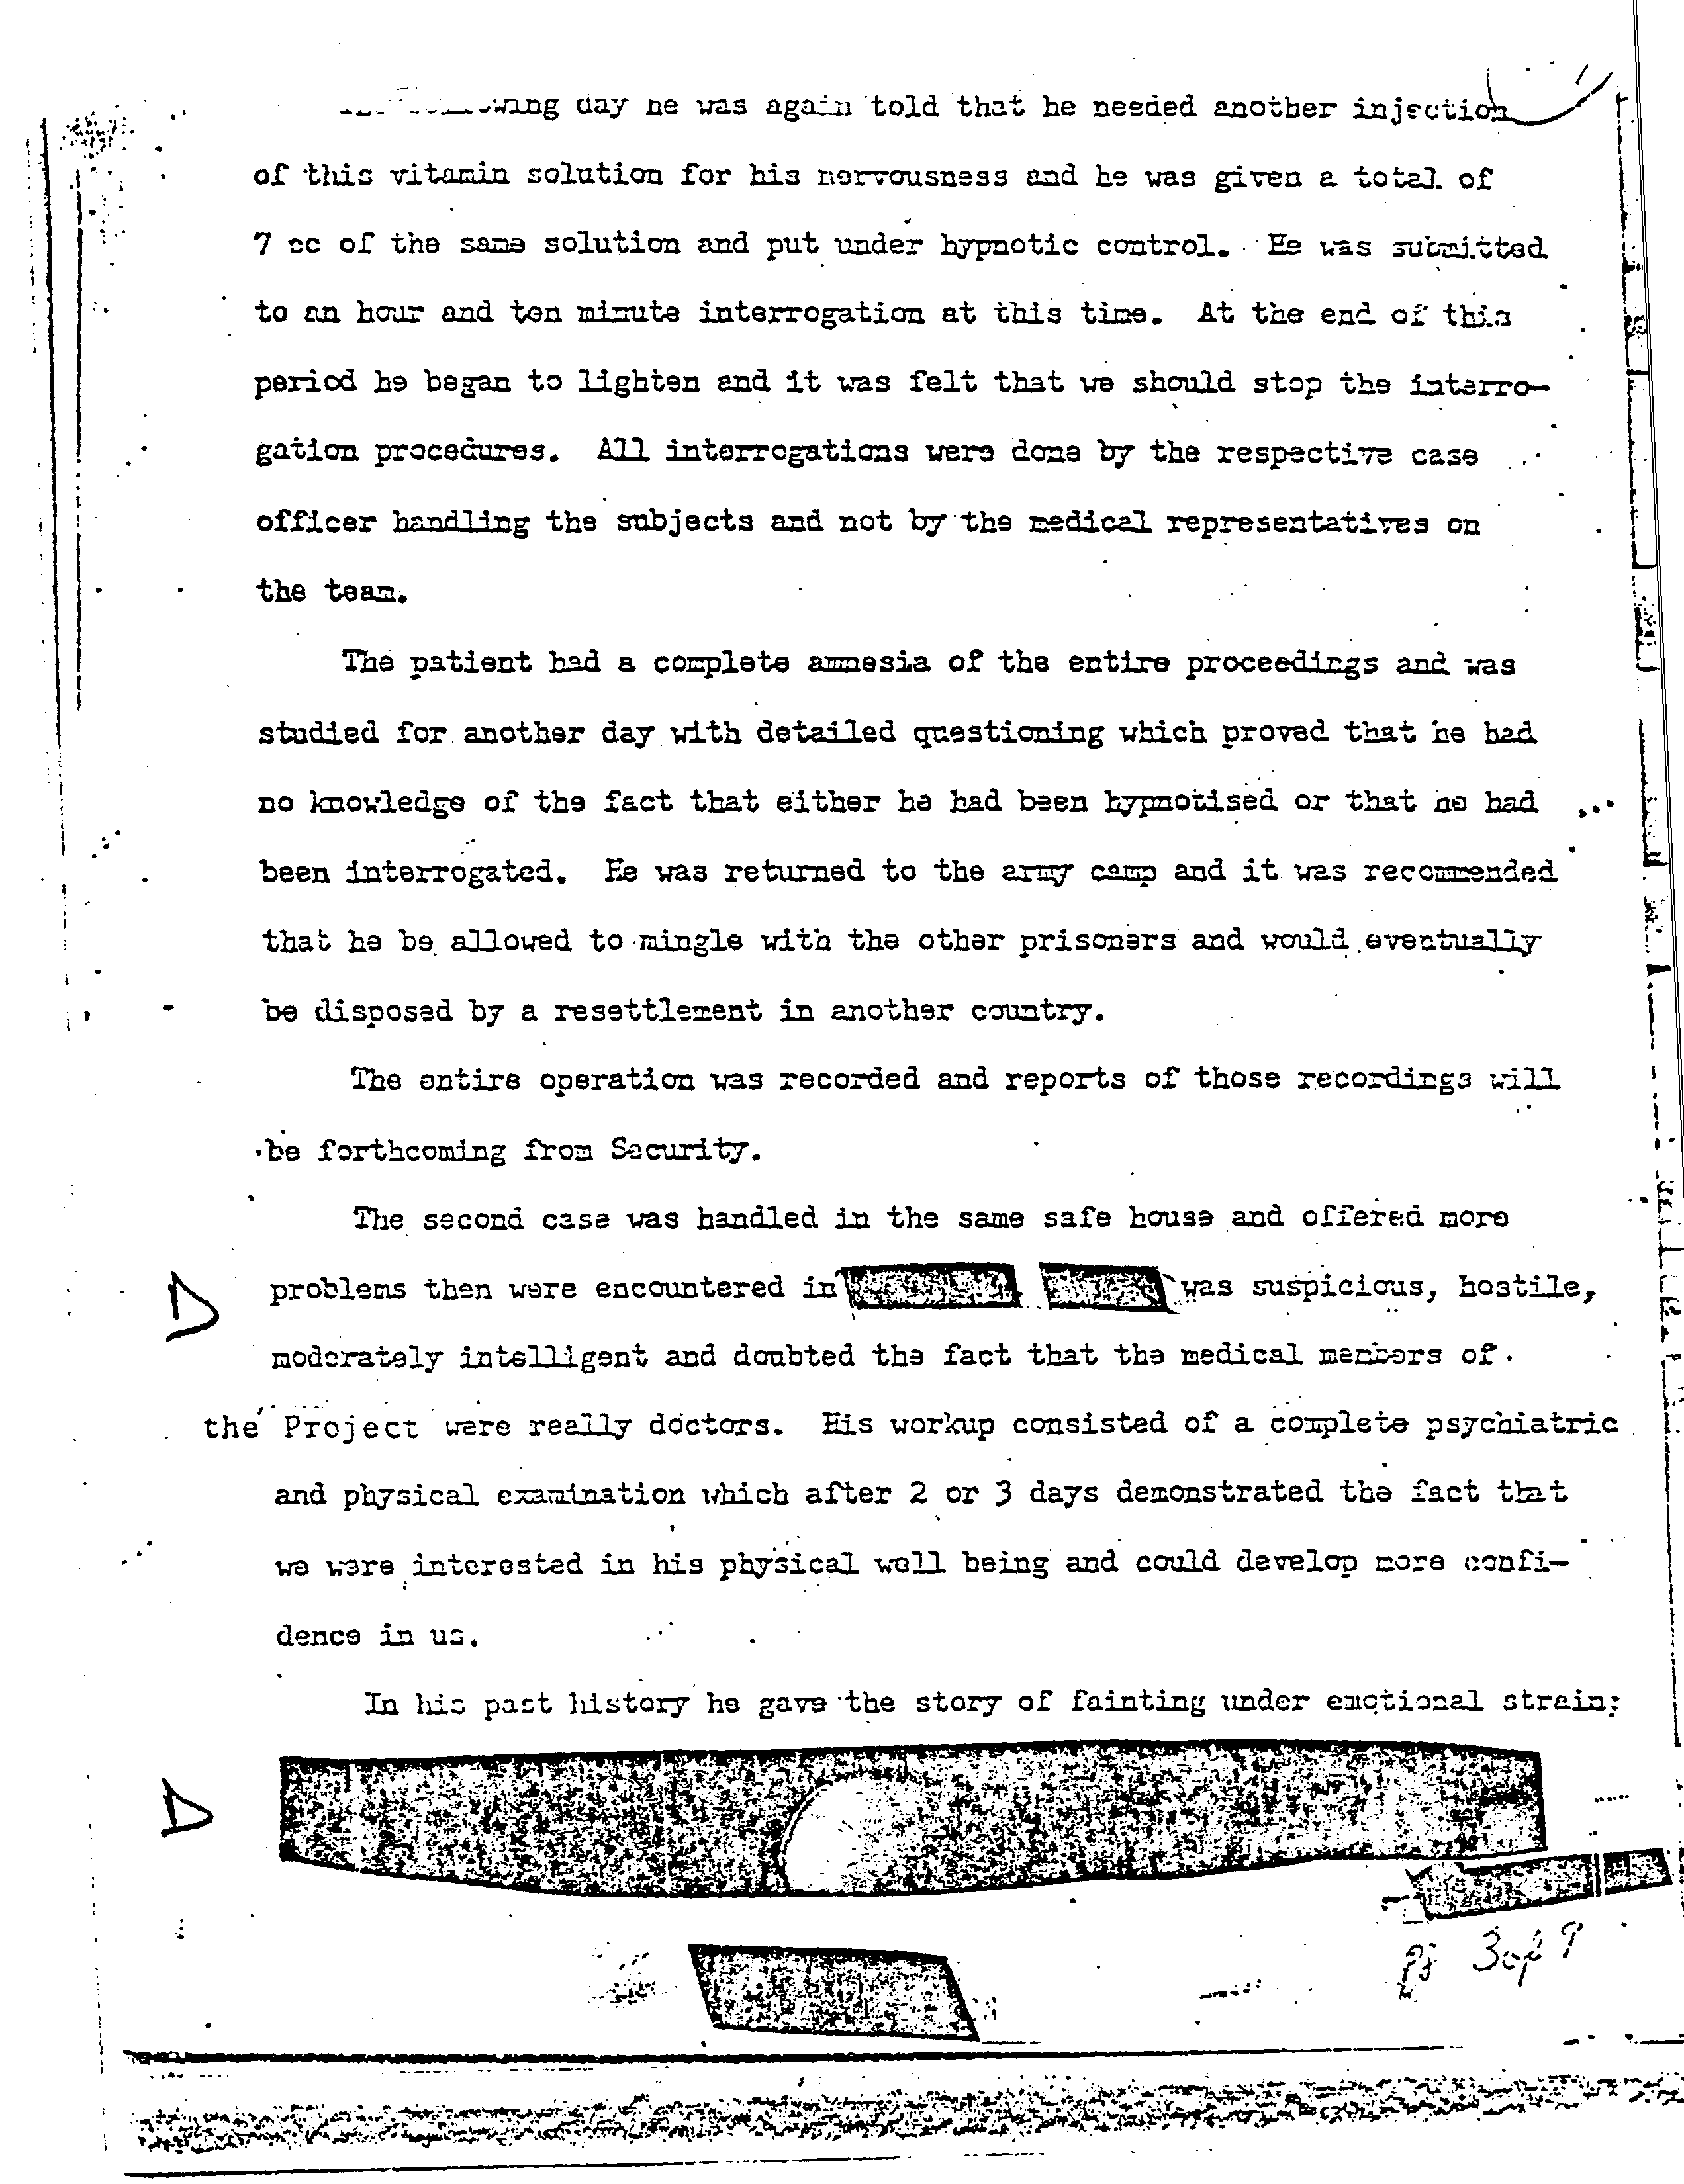 The following day he was again told that he needed another injection
of this vitamin solution for his nervousness and he was given a total of
7 cc of the same solution and put under hypnotic control. He was submitted
to an hour and ten minute interrogation at this time. At the end of this
period he began to lighten and it was felt that we should stop the interro-
gation procedures. All interrogations were done by the respective case
officer handling the subjects and not by the medical representatives on
the team.
The patient had a complete amnesia of the entire proceedings and was
studied for another day with detailed questioning which proved that he had
no knowledge of the fact that either he had been hypnotised or that he had
been interrogated. He was returned to the army camp and it was recommended
that he be allowed to mingle with the other prisoners and would eventually
be disposed by a resettlement in another country.
The entire operation was recorded and reports of those recordings will
be forthcoming from Security.
The second case was handled in the same safe house and offered more
D problems then were encountered in was suspicious, hostile,
moderately intelligent and doubted the fact that the medical members of
the Project were really doctors. His workup consisted of a complete psychiatric
and physical examination which after 2 or 3 days demonstrated the fact that
we were interested in his physical well being and could develop more confi-
dence in us.
In his past history he gave the story of fainting under emotional strain;
D
3 of 9